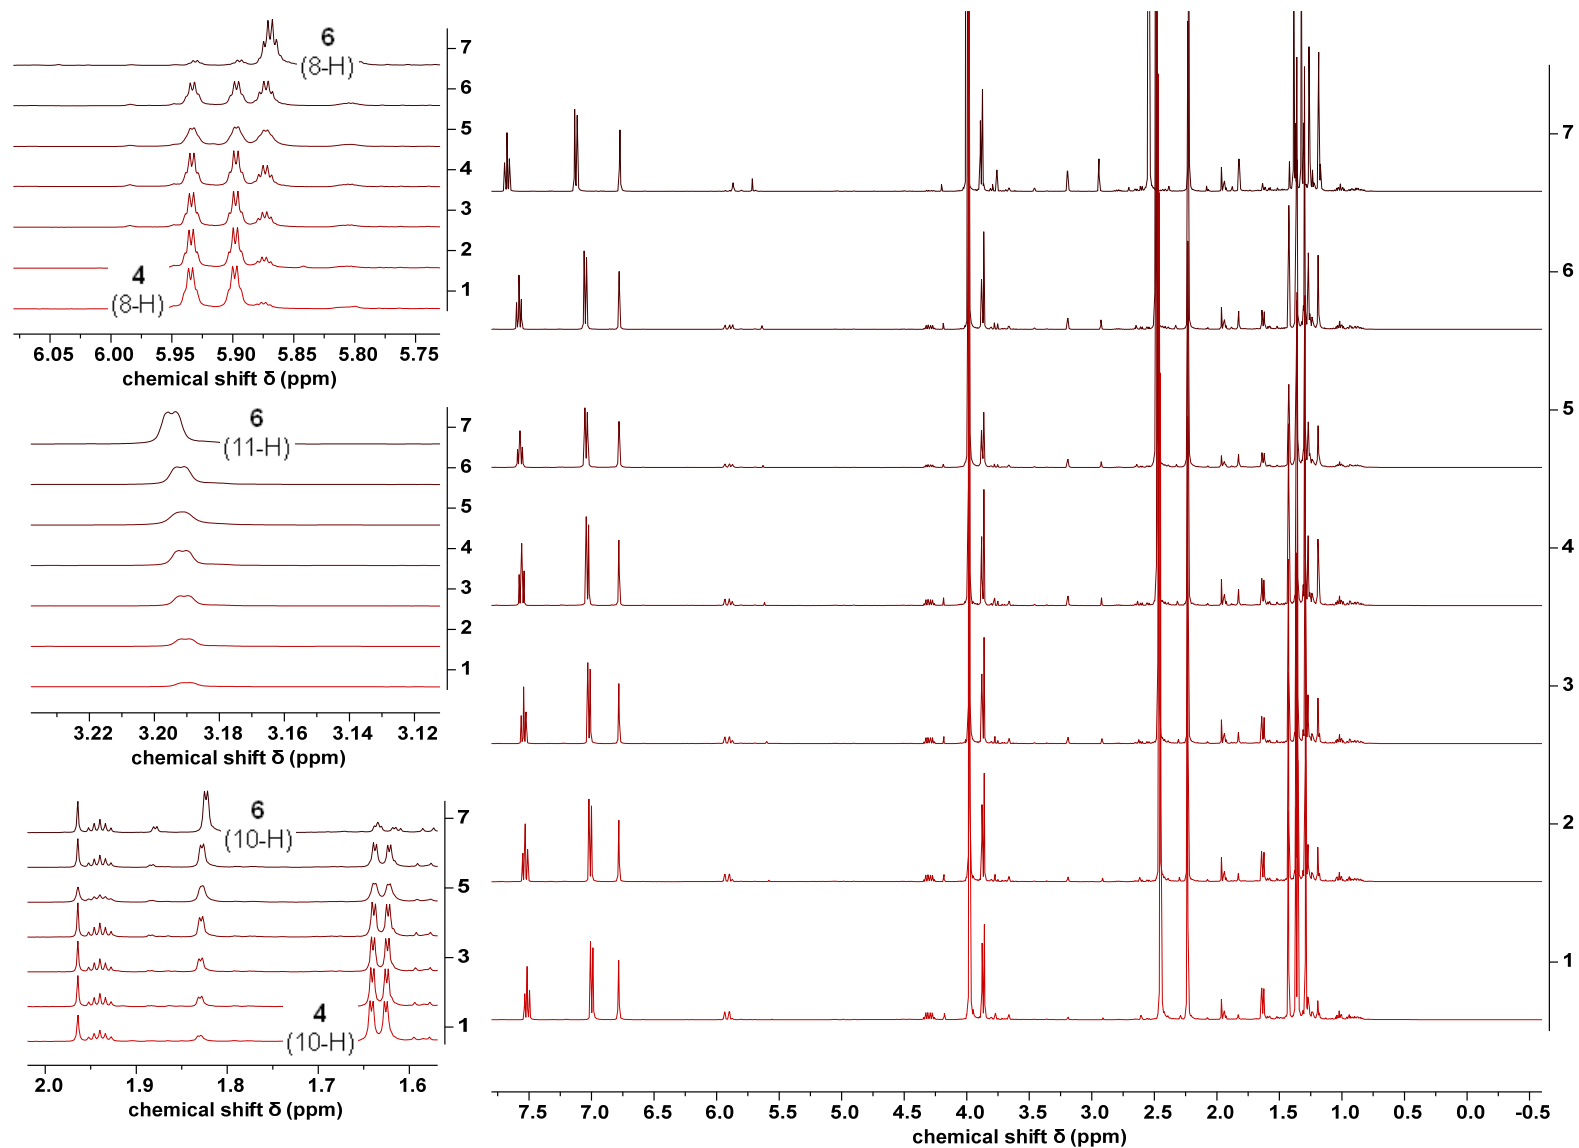 6
(8-H)
7
6
5
4
3
2
1
4
(8-H)
6.05 6.00 5.95 5.90 5.85 5.80 5.75
chemical shift δ (ppm)
6
(11-H)
7
6
5
4
3
2
1
3.22 3.20 3.18 3.16 3.14 3.12
chemical shift δ (ppm)
6
(10-H)
7
5
3
1
4
(10-H)
2.0 1.9 1.8 1.7 1.6
chemical shift δ (ppm)
7
6
5
4
3
2
1
7.5 7.0 6.5 6.0 5.5 5.0 4.5 4.0 3.5 3.0 2.5 2.0 1.5 1.0 0.5 0.0 -0.5
chemical shift δ (ppm)